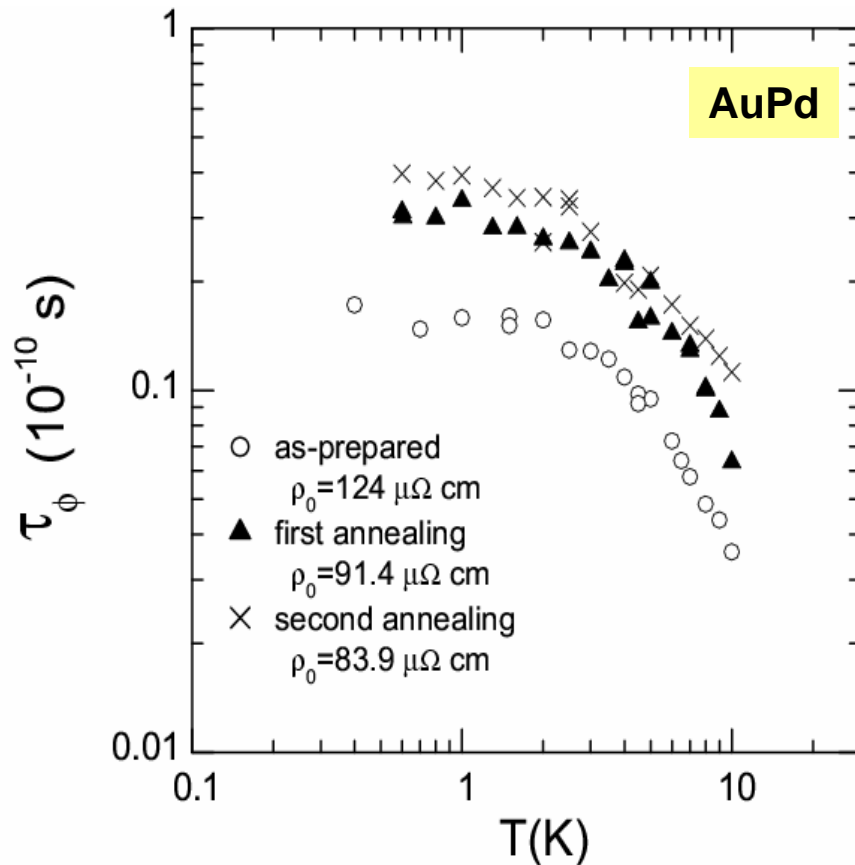 1
AuPd
0.1
0.01
τϕ (10⁻¹⁰ s)
as-prepared
ρ₀=124 μΩ cm
first annealing
ρ₀=91.4 μΩ cm
second annealing
ρ₀=83.9 μΩ cm
0.1
1
10
T(K)